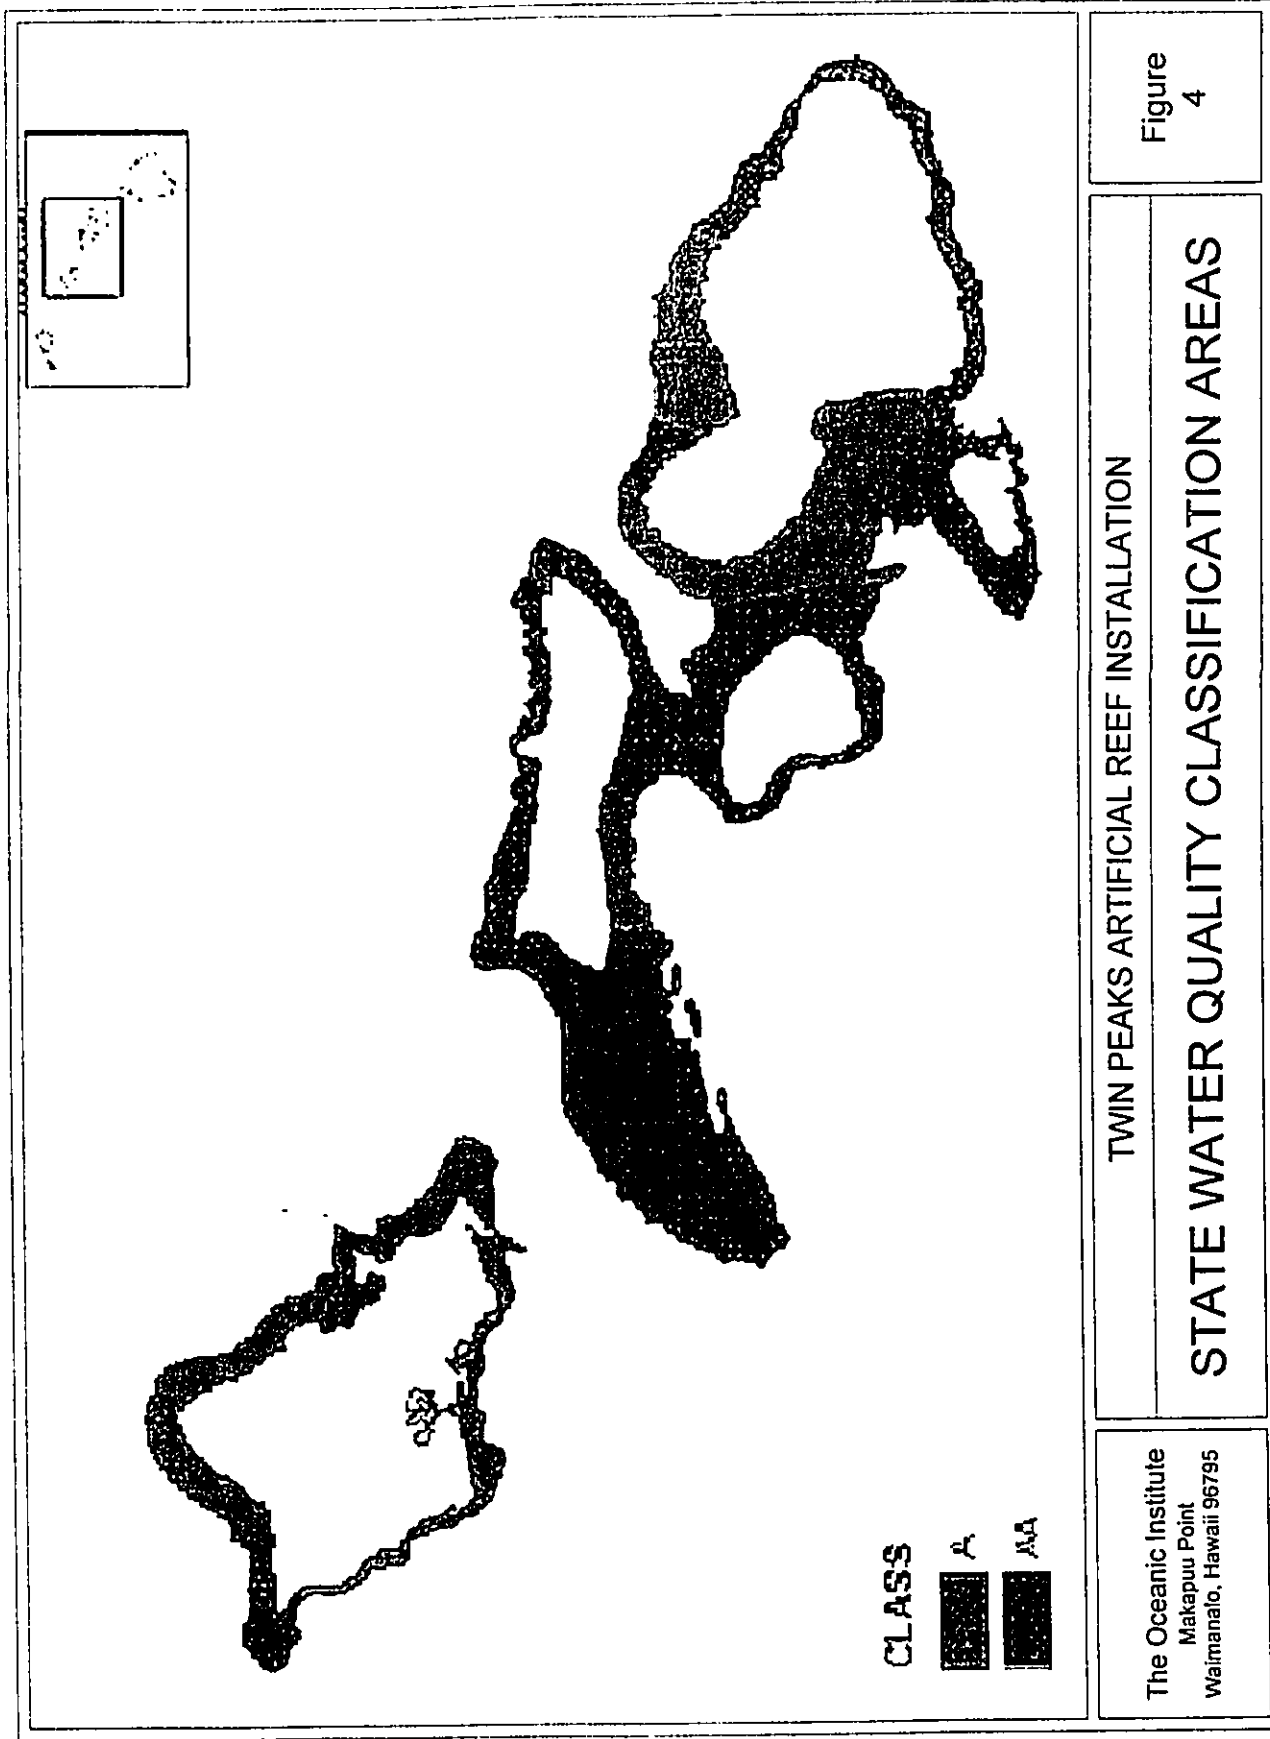 CLASS
A
AA
The Oceanic Institute
Makapuu Point
Waimanalo, Hawaii 96795
TWIN PEAKS ARTIFICIAL REEF INSTALLATION
STATE WATER QUALITY CLASSIFICATION AREAS
Figure
4